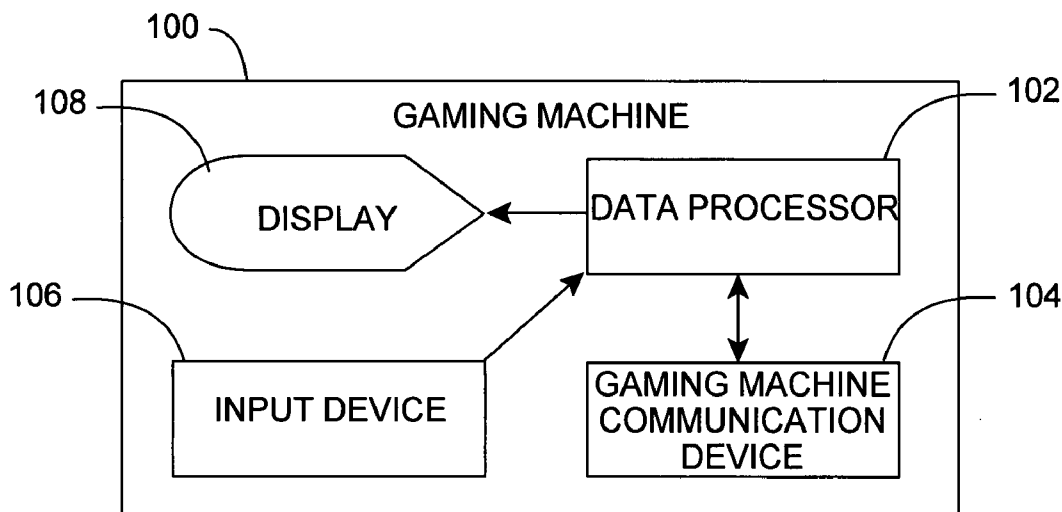 100
108
102
GAMING MACHINE
DISPLAY
DATA PROCESSOR
106
104
INPUT DEVICE
GAMING MACHINE
COMMUNICATION
DEVICE